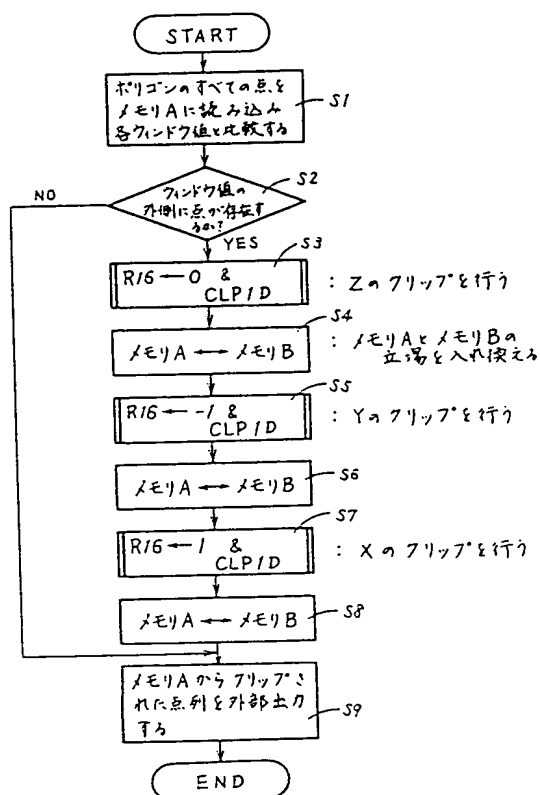 START
ポリゴンのすべての点を
メモリAに読み込み
各ウィンドウ値と比較する
S1
S2
NO
ウィンドウ値の
外側に点が存在す
るか?
YES
S3
R16 ← 0 &
CLP1D
: Zのクリップを行う
S4
メモリA ↔ メモリB
: メモリAとメモリBの
立場を入れ換える
S5
R16 ← -1 &
CLP1D
: Yのクリップを行う
メモリA ↔ メモリB
S6
S7
R16 ← 1 &
CLP1D
: Xのクリップを行う
メモリA ↔ メモリB
S8
メモリAからクリップさ
れた点列を外部出力
する
S9
END